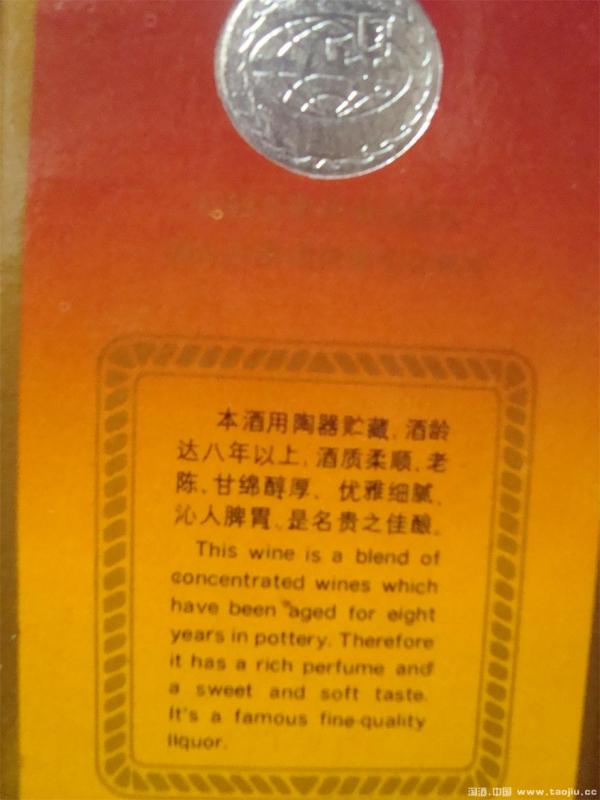 本酒用陶器贮藏,酒龄
达八年以上,酒质柔顺、老
陈、甘绵醇厚、优雅细腻、
沁人脾胃、是名贵之佳酿。
This wine is a blend of
concentrated wines which
have been aged for eight
years in pottery. Therefore
it has a rich perfume and
a sweet and soft taste.
It's a famous fine-quality
liquor.
淘酒.中国 www.taojiu.cc